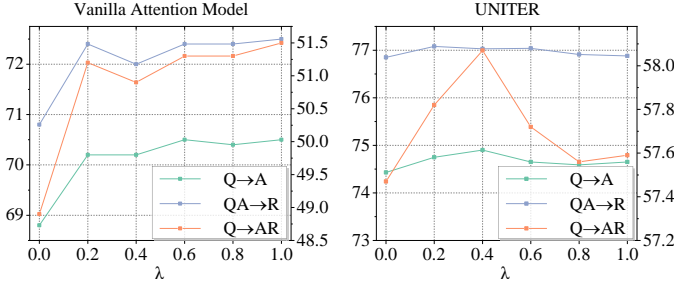 Vanilla Attention Model
72
71
70
69
51.5
51.0
50.5
50.0
49.5
49.0
48.5
Q→A
QA→R
Q→AR
0.0 0.2 0.4 0.6 0.8 1.0
λ
UNITER
77
76
75
74
73
58.0
57.8
57.6
57.4
57.2
Q→A
QA→R
Q→AR
0.0 0.2 0.4 0.6 0.8 1.0
λ